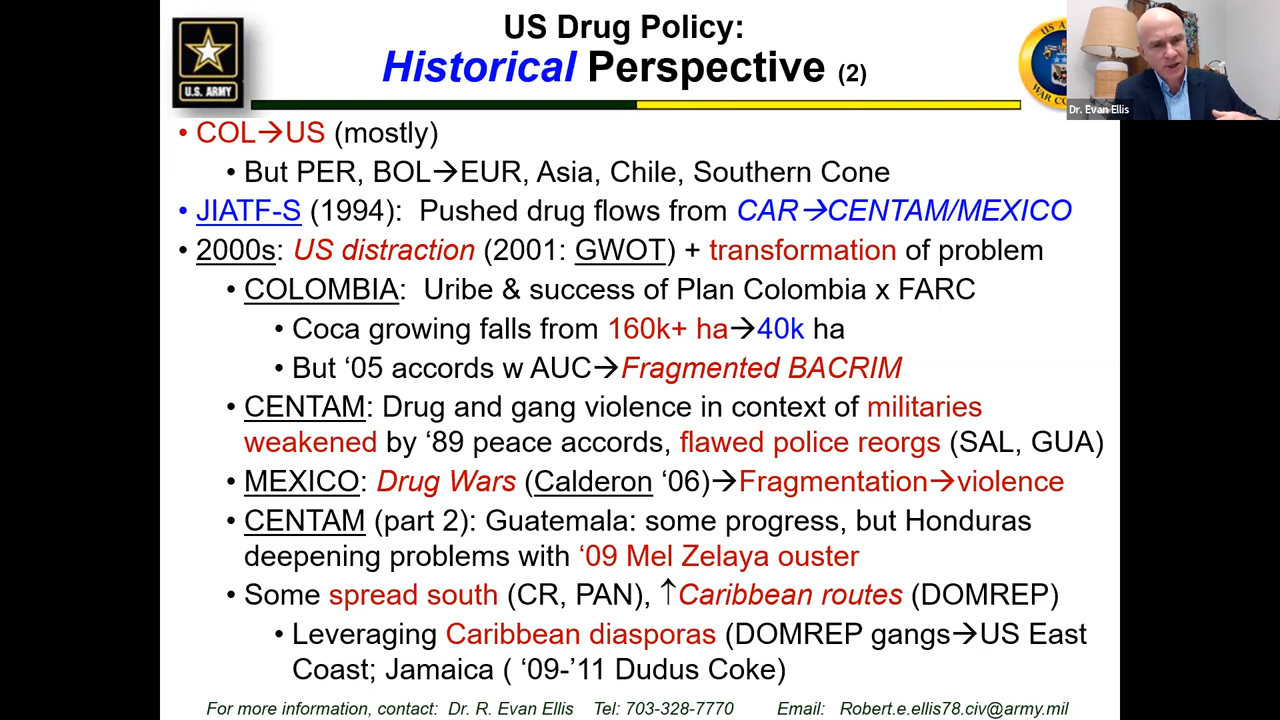 US Drug Policy:
Historical Perspective (2)
U.S. ARMY
US A
WAR CO
Dr. Evan Ellis
• COL→US (mostly)
• But PER, BOL→EUR, Asia, Chile, Southern Cone
• JIATF-S (1994): Pushed drug flows from CAR→CENTAM/MEXICO
• 2000s: US distraction (2001: GWOT) + transformation of problem
• COLOMBIA: Uribe & success of Plan Colombia x FARC
• Coca growing falls from 160k+ ha→40k ha
• But ‘05 accords w AUC→Fragmented BACRIM
• CENTAM: Drug and gang violence in context of militaries
weakened by ‘89 peace accords, flawed police reorgs (SAL, GUA)
• MEXICO: Drug Wars (Calderon ‘06)→Fragmentation→violence
• CENTAM (part 2): Guatemala: some progress, but Honduras
deepening problems with ‘09 Mel Zelaya ouster
• Some spread south (CR, PAN), ↑Caribbean routes (DOMREP)
• Leveraging Caribbean diasporas (DOMREP gangs→US East
Coast; Jamaica ( ‘09-’11 Dudus Coke)
For more information, contact: Dr. R. Evan Ellis Tel: 703-328-7770 Email: Robert.e.ellis78.civ@army.mil